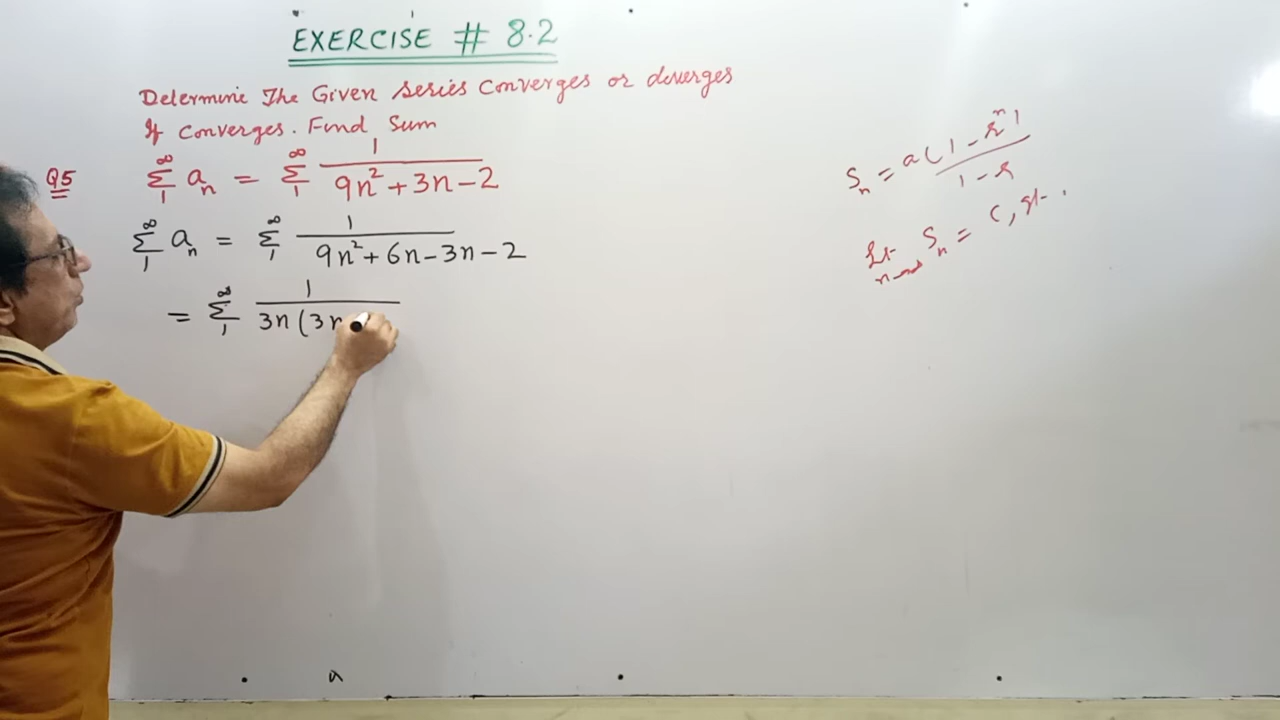 EXERCISE # 8.2
Determine The Given Series Converges or diverges
If Converges. Find Sum
Q5 ∑₁^∞ aₙ = ∑₁^∞ 1/(9n² + 3n − 2)
∑₁^∞ aₙ = ∑₁^∞ 1/(9n² + 6n − 3n − 2)
= ∑₁^∞ 1/(3n(3n
Sₙ = a(1 − rⁿ)/(1 − r)
Lt n→∞ Sₙ = C,
a